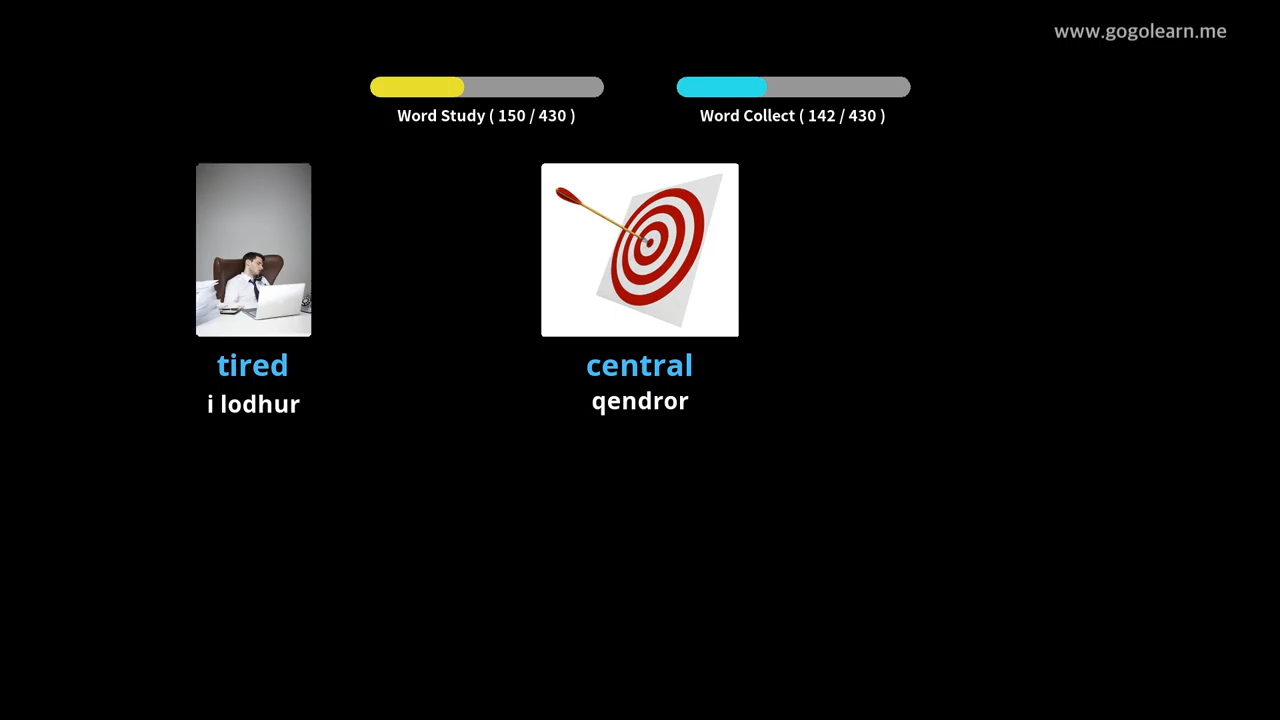 www.gogolearn.me
Word Study ( 150 / 430 )
Word Collect ( 142 / 430 )
tired
i lodhur
central
qendror